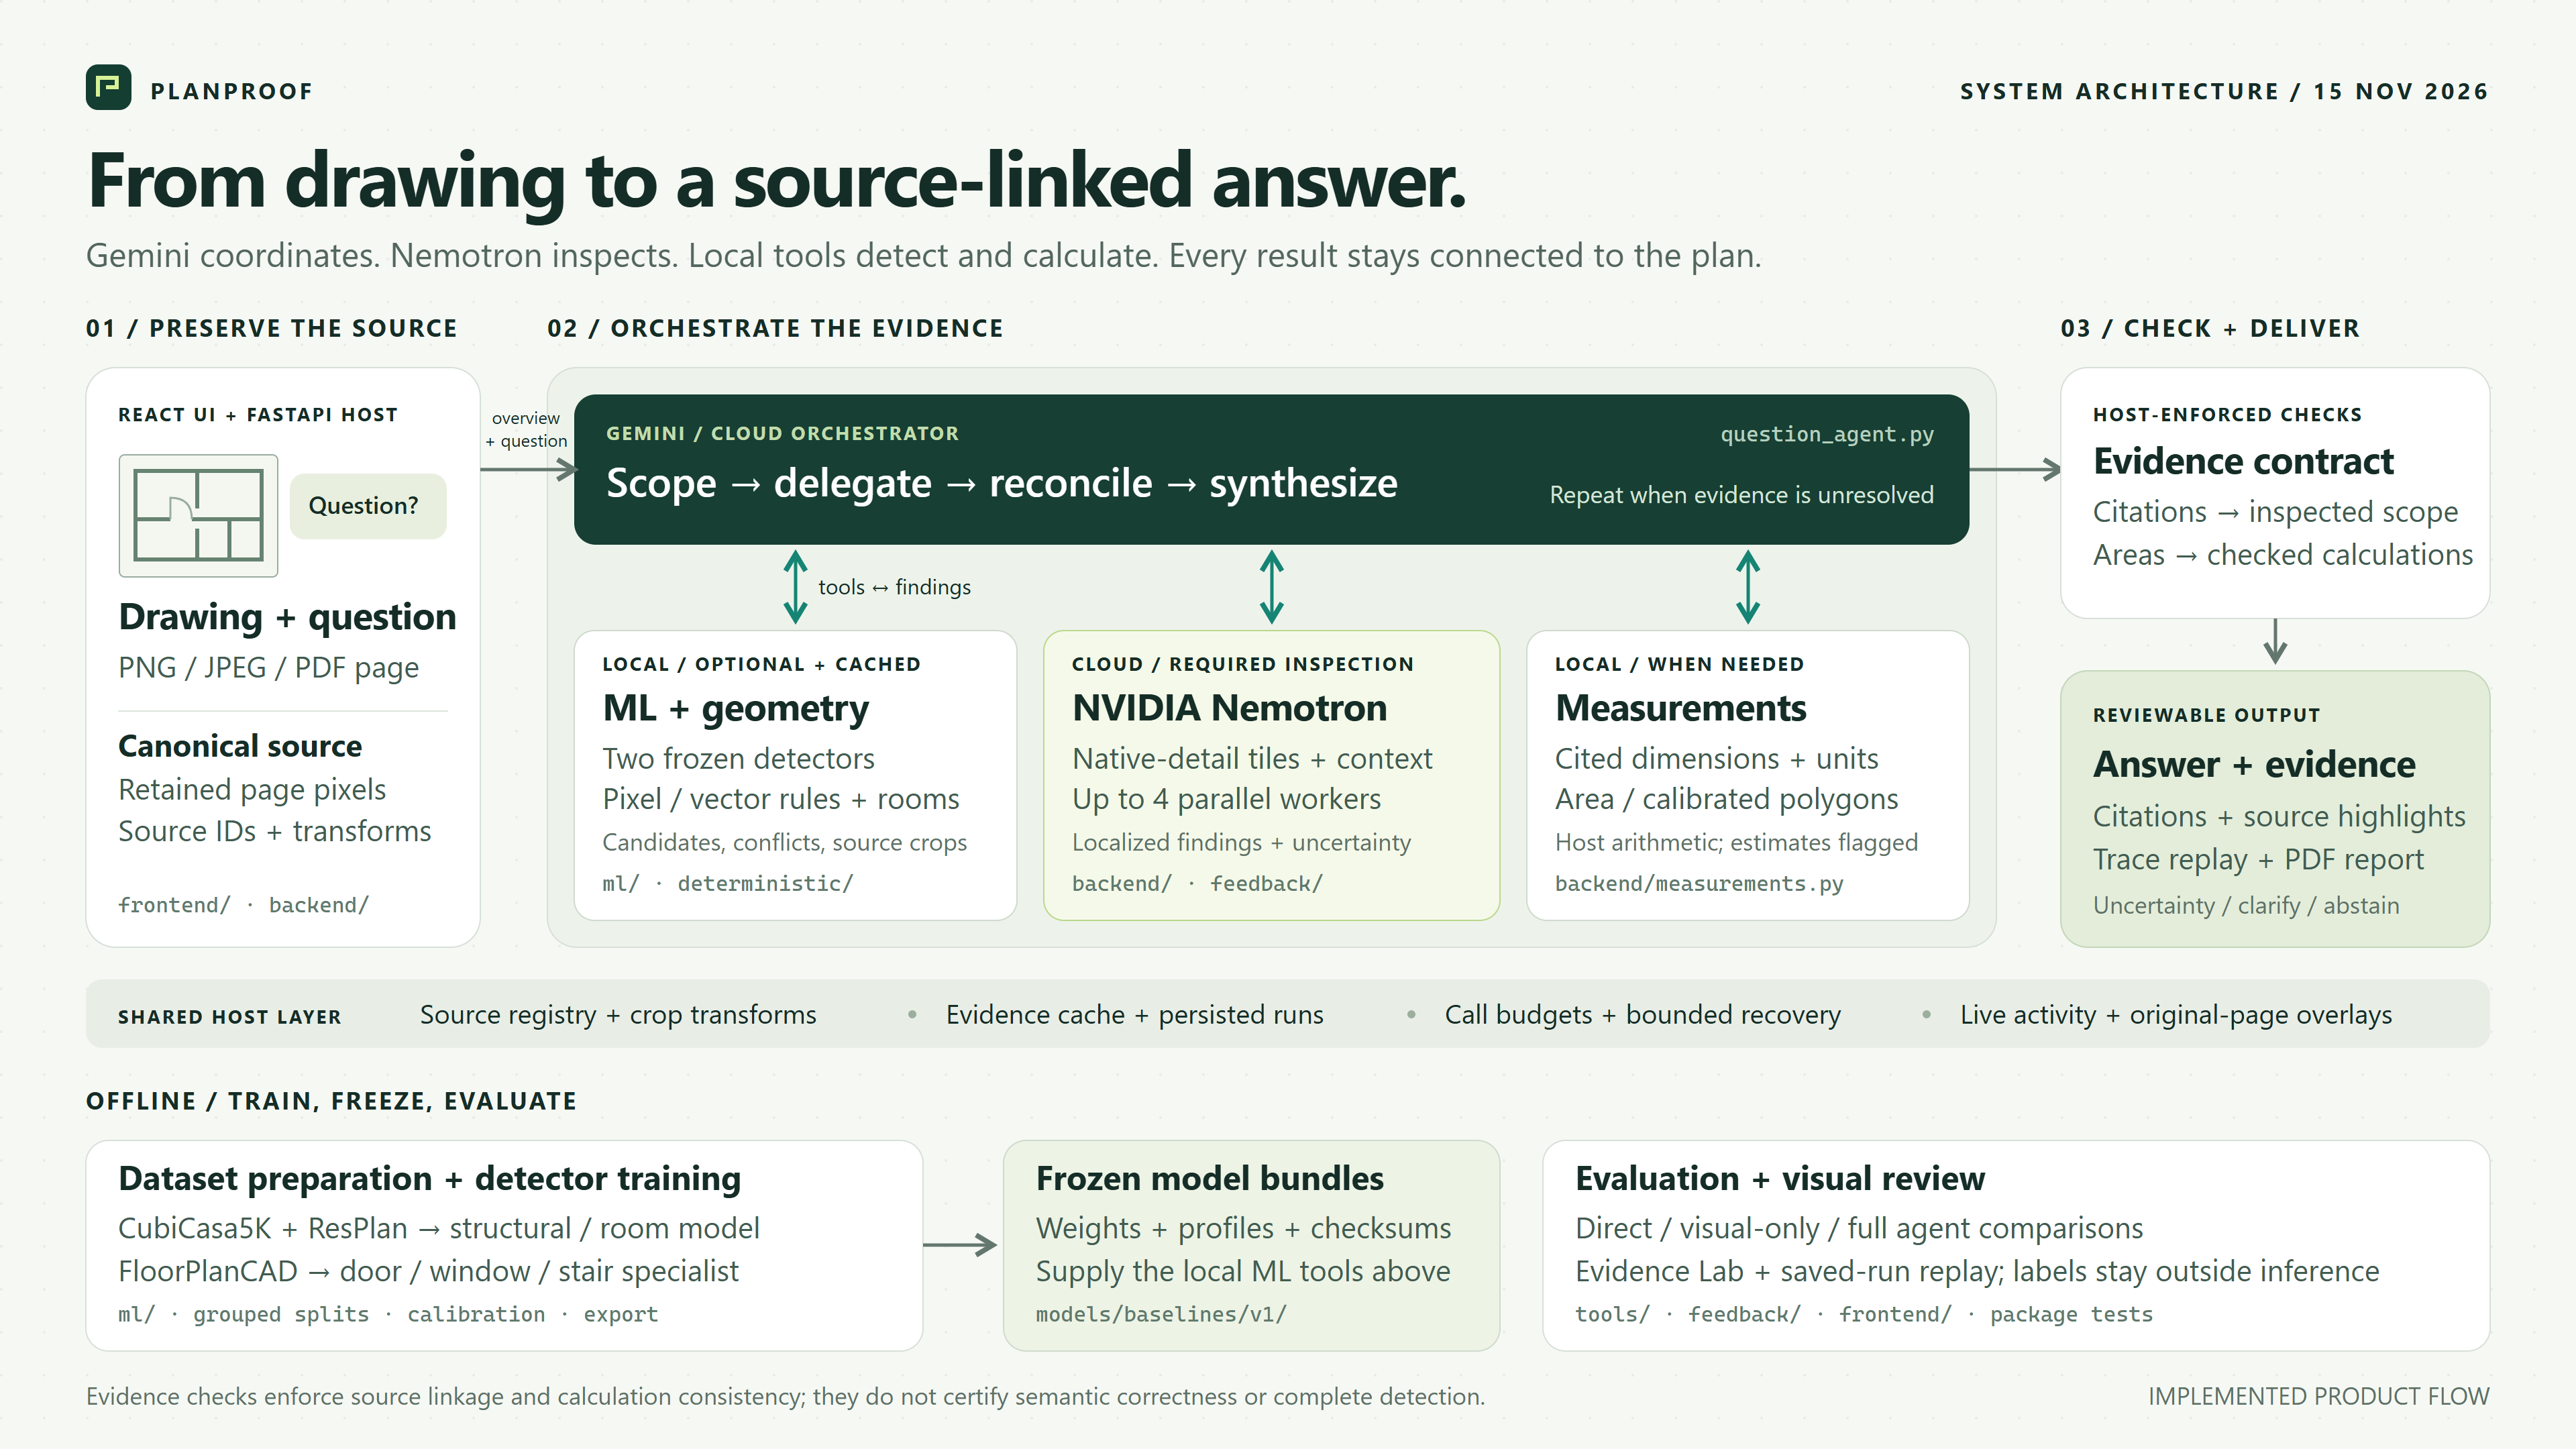 PLANPROOF
SYSTEM ARCHITECTURE / 15 NOV 2026
From drawing to a source-linked answer.
Gemini coordinates. Nemotron inspects. Local tools detect and calculate. Every result stays connected to the plan.
01 / PRESERVE THE SOURCE
REACT UI + FASTAPI HOST
Question?
Drawing + question
PNG / JPEG / PDF page
Canonical source
Retained page pixels
Source IDs + transforms
frontend/ · backend/
overview
+ question
02 / ORCHESTRATE THE EVIDENCE
GEMINI / CLOUD ORCHESTRATOR
question_agent.py
Scope → delegate → reconcile → synthesize
Repeat when evidence is unresolved
tools ↔ findings
LOCAL / OPTIONAL + CACHED
ML + geometry
Two frozen detectors
Pixel / vector rules + rooms
Candidates, conflicts, source crops
ml/ · deterministic/
CLOUD / REQUIRED INSPECTION
NVIDIA Nemotron
Native-detail tiles + context
Up to 4 parallel workers
Localized findings + uncertainty
backend/ · feedback/
LOCAL / WHEN NEEDED
Measurements
Cited dimensions + units
Area / calibrated polygons
Host arithmetic; estimates flagged
backend/measurements.py
03 / CHECK + DELIVER
HOST-ENFORCED CHECKS
Evidence contract
Citations → inspected scope
Areas → checked calculations
REVIEWABLE OUTPUT
Answer + evidence
Citations + source highlights
Trace replay + PDF report
Uncertainty / clarify / abstain
SHARED HOST LAYER
Source registry + crop transforms • Evidence cache + persisted runs • Call budgets + bounded recovery • Live activity + original-page overlays
OFFLINE / TRAIN, FREEZE, EVALUATE
Dataset preparation + detector training
CubiCasa5K + ResPlan → structural / room model
FloorPlanCAD → door / window / stair specialist
ml/ · grouped splits · calibration · export
Frozen model bundles
Weights + profiles + checksums
Supply the local ML tools above
models/baselines/v1/
Evaluation + visual review
Direct / visual-only / full agent comparisons
Evidence Lab + saved-run replay; labels stay outside inference
tools/ · feedback/ · frontend/ · package tests
Evidence checks enforce source linkage and calculation consistency; they do not certify semantic correctness or complete detection.
IMPLEMENTED PRODUCT FLOW